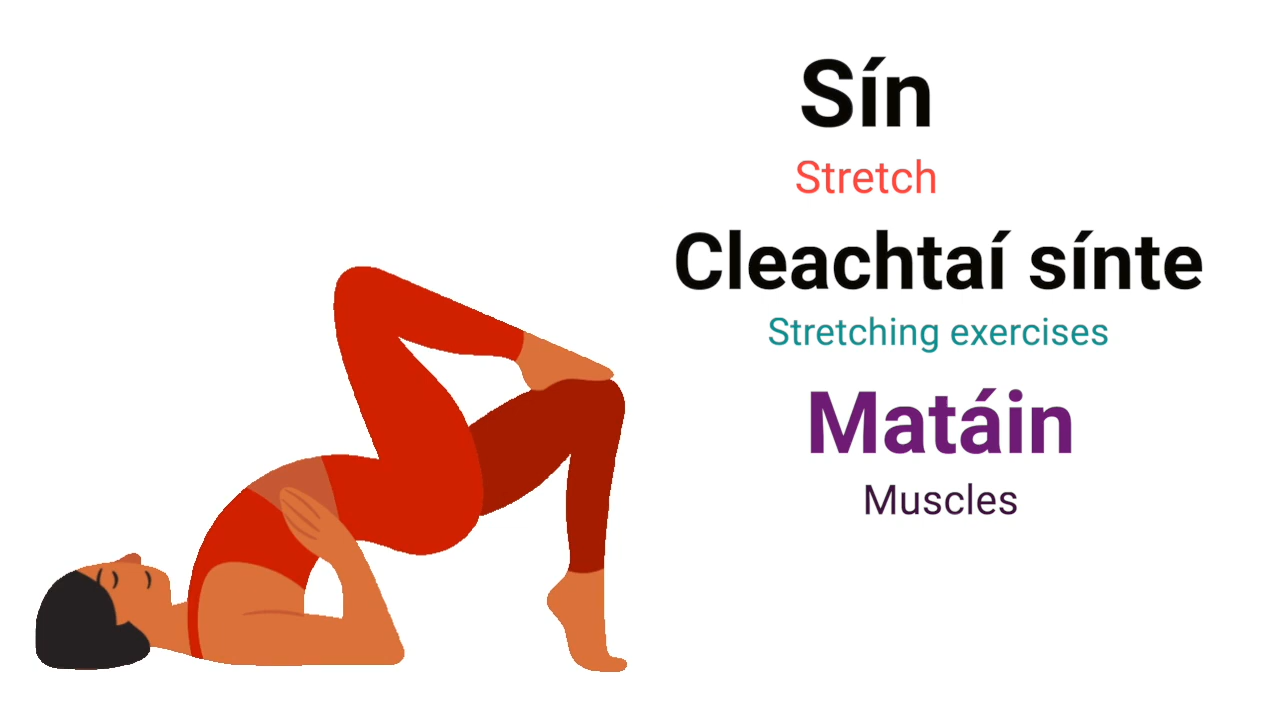 Sín
Stretch
Cleachtaí sínte
Stretching exercises
Matáin
Muscles